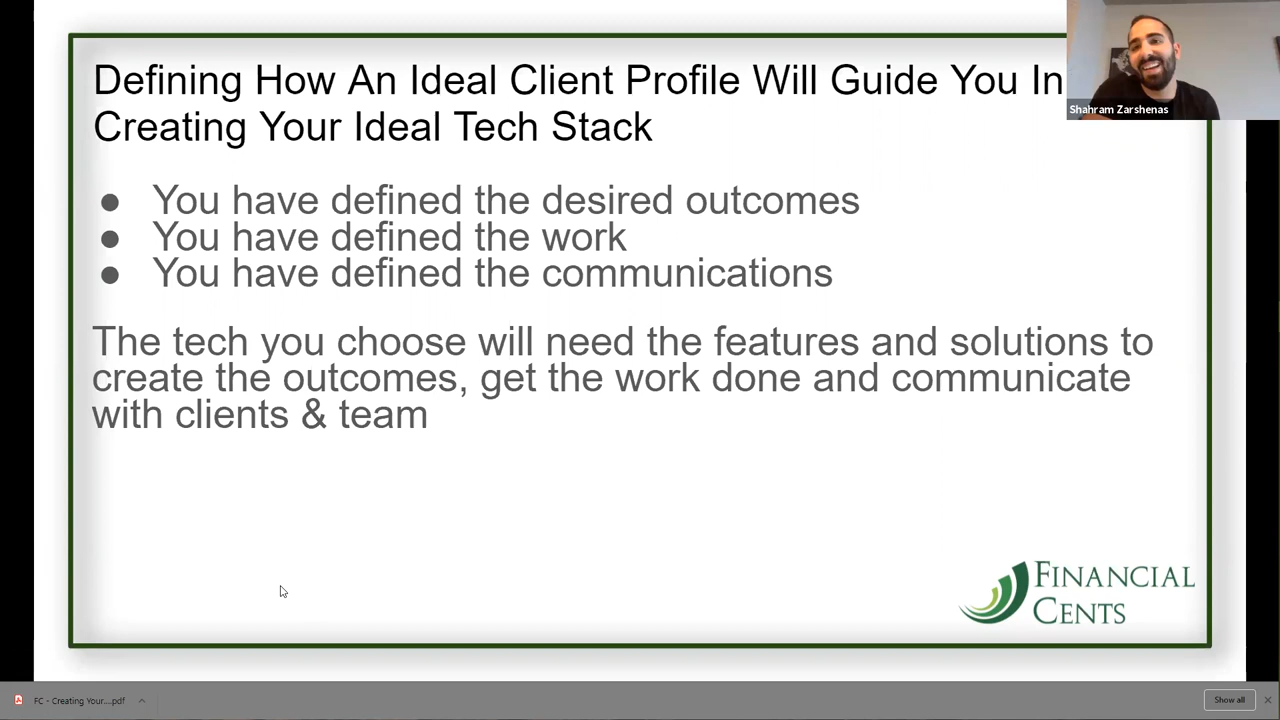 Defining How An Ideal Client Profile Will Guide You In
Creating Your Ideal Tech Stack
Shahram Zarshenas
● You have defined the desired outcomes
● You have defined the work
● You have defined the communications
The tech you choose will need the features and solutions to
create the outcomes, get the work done and communicate
with clients & team
FINANCIAL
CENTS
FC - Creating Your....pdf
Show all